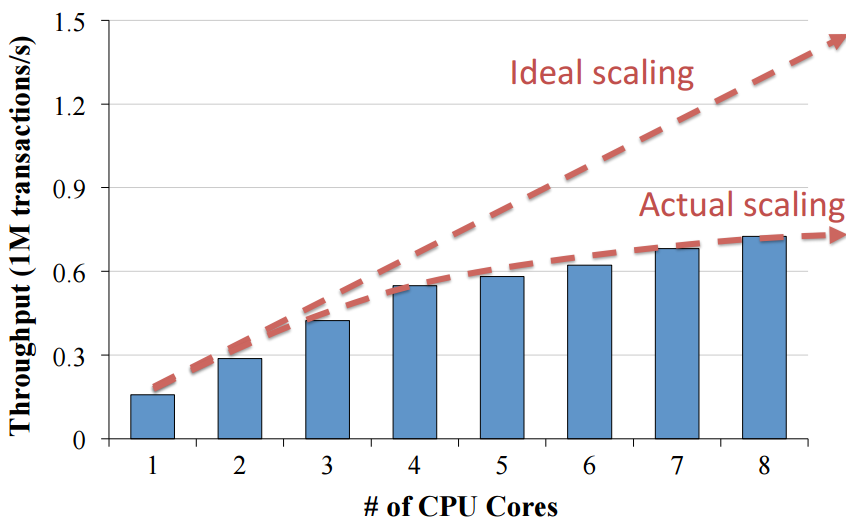 1.5
Ideal scaling
1.2
0.9
Actual scaling
0.6
0.3
0
Throughput (1M transactions/s)
1 2 3 4 5 6 7 8
# of CPU Cores